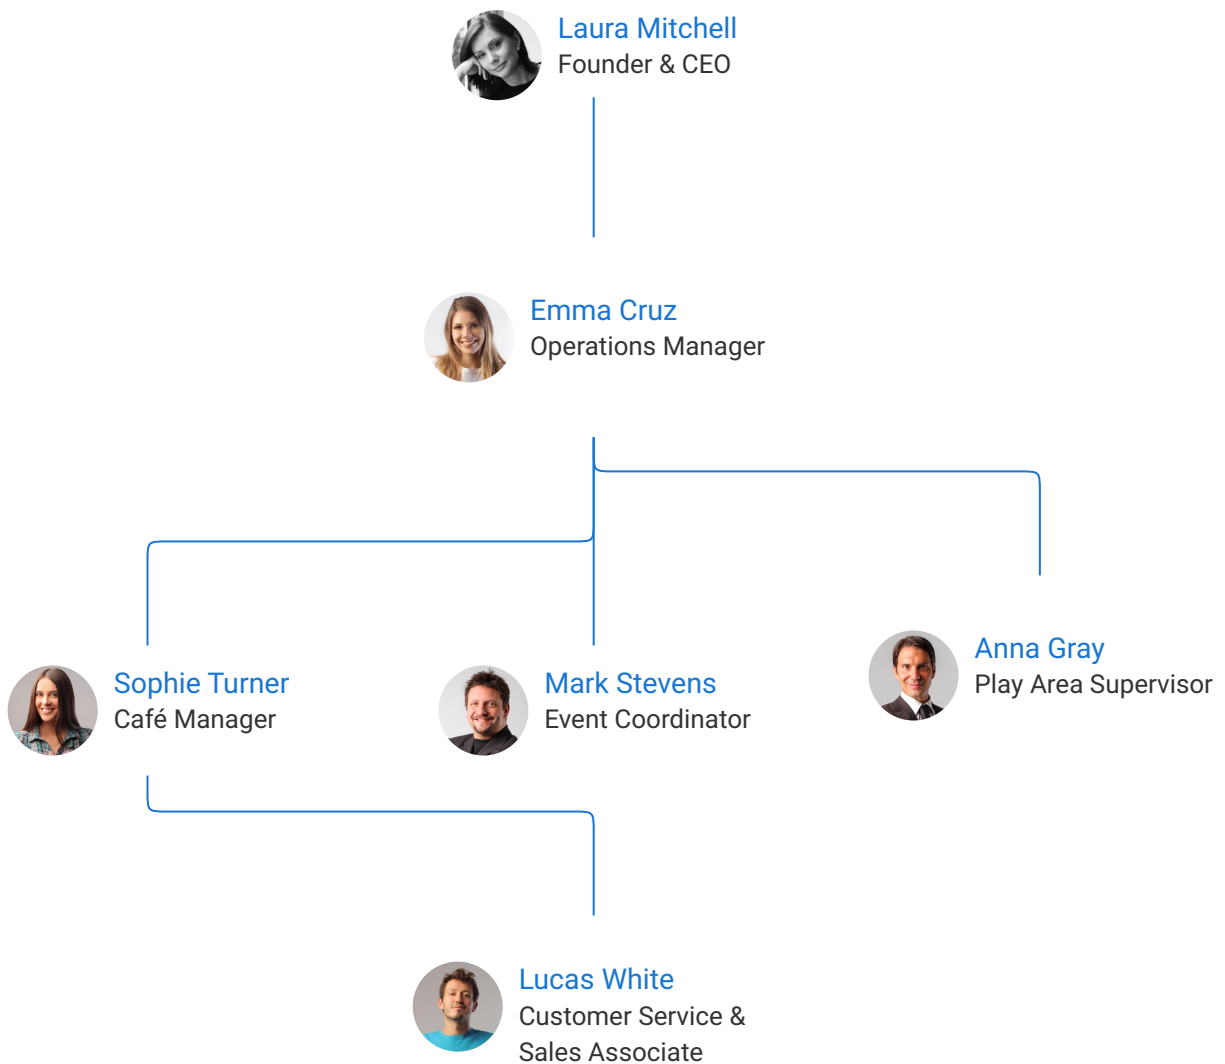 Laura Mitchell
Founder & CEO
Emma Cruz
Operations Manager
Sophie Turner
Café Manager
Mark Stevens
Event Coordinator
Anna Gray
Play Area Supervisor
Lucas White
Customer Service &
Sales Associate